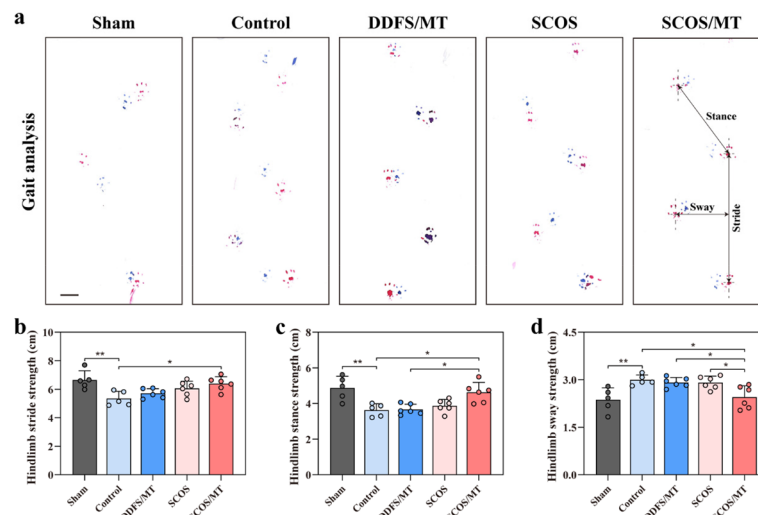 a
Sham Control DDFS/MT SCOS SCOS/MT
Gait analysis
Stance
Sway
Stride
b
Hindlimb stride strength (cm)
10
8
6
4
2
0
** *
Sham Control DDFS/MT SCOS SCOS/MT
c
Hindlimb stance strength (cm)
8
6
4
2
0
*
** *
Sham Control DDFS/MT SCOS SCOS/MT
d
Hindlimb sway strength (cm)
4.5
3.0
1.5
0.0
*
*
** *
Sham Control DDFS/MT SCOS SCOS/MT